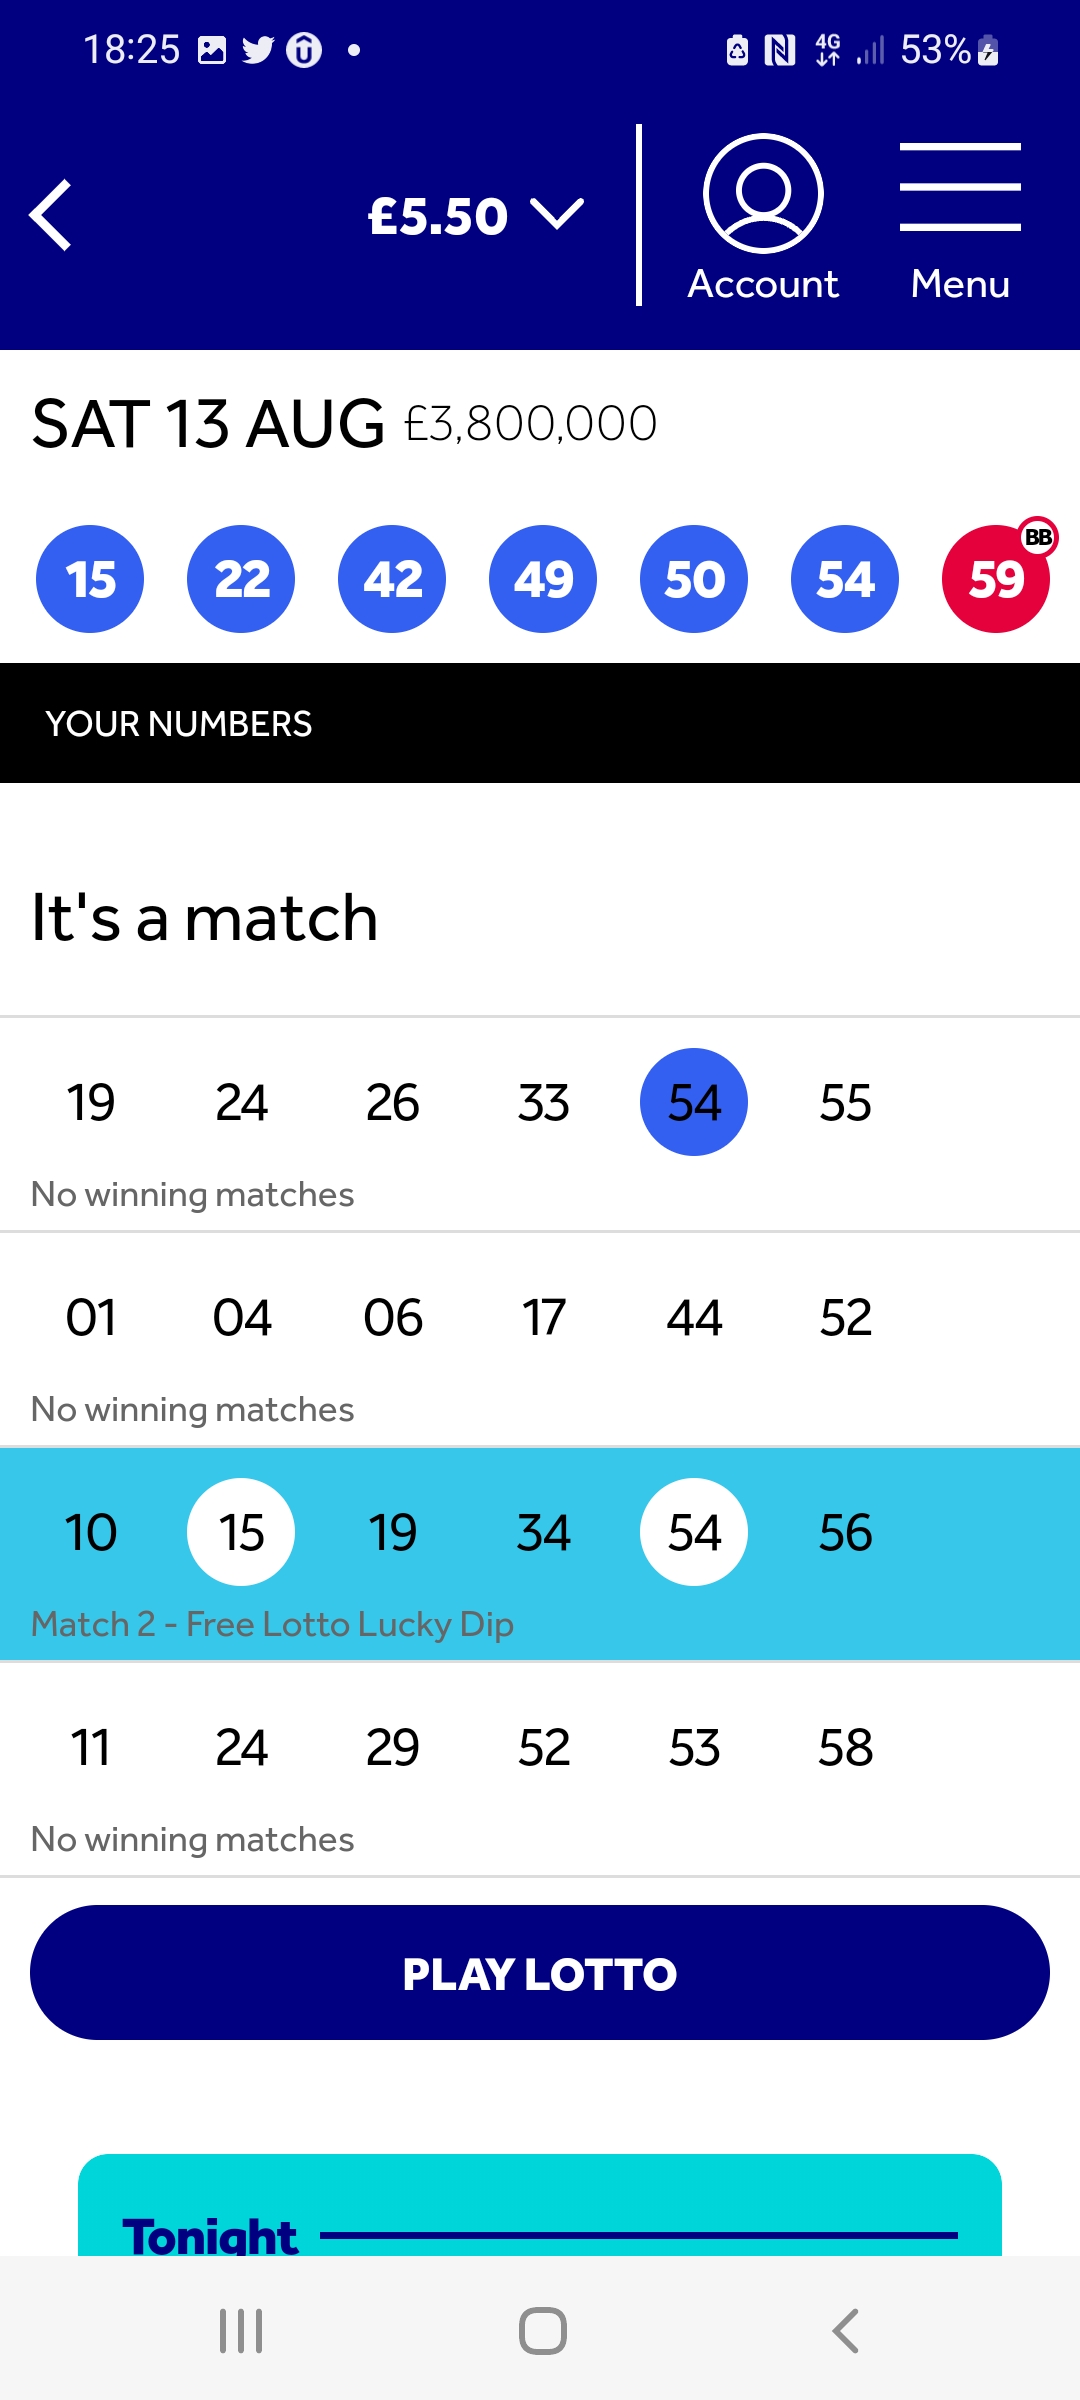 18:25 4G 53%
£5.50
Account Menu
SAT 13 AUG £3,800,000
15 22 42 49 50 54 59 BB
YOUR NUMBERS
It's a match
19 24 26 33 54 55
No winning matches
01 04 06 17 44 52
No winning matches
10 15 19 34 54 56
Match 2 - Free Lotto Lucky Dip
11 24 29 52 53 58
No winning matches
PLAY LOTTO
Tonight